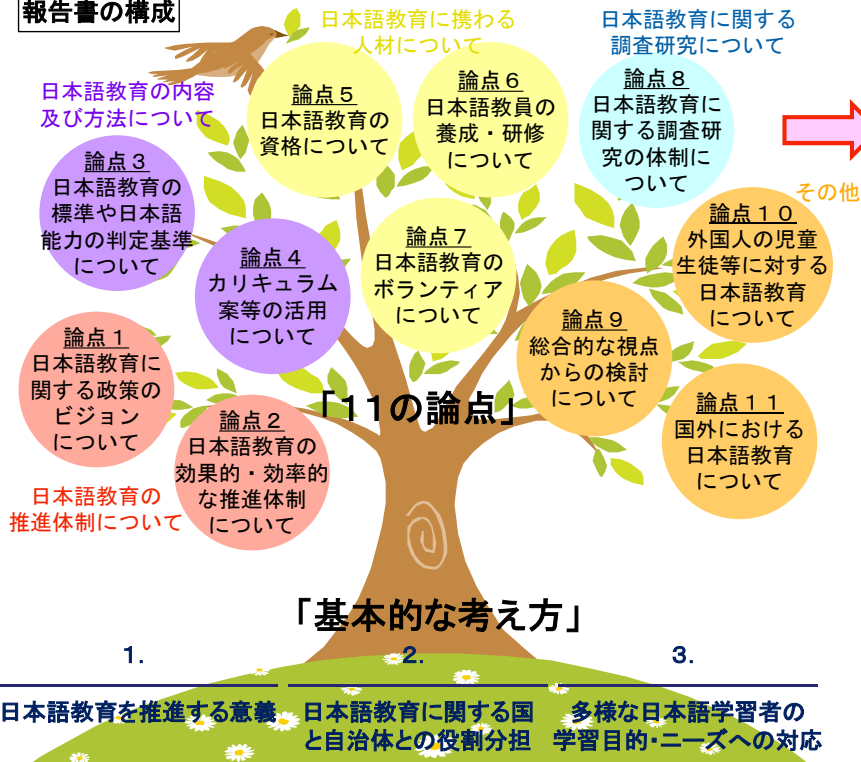 報告書の構成
日本語教育に携わる
人材について
日本語教育に関する
調査研究について
日本語教育の内容
及び方法について
論点５
日本語教育の
資格について
論点６
日本語教員の
養成・研修
について
論点８
日本語教育に
関する調査研
究の体制に
ついて
論点３
日本語教育の
標準や日本語
能力の判定基準
について
論点４
カリキュラム
案等の活用
について
論点７
日本語教育の
ボランティア
について
その他
論点１０
外国人の児童
生徒等に対する
日本語教育
について
論点９
総合的な視点
からの検討
について
論点１
日本語教育に
関する政策の
ビジョン
について
論点２
日本語教育の
効果的・効率的
な推進体制
について
論点１１
国外における
日本語教育
について
「11の論点」
日本語教育の
推進体制について
「基本的な考え方」
1.
日本語教育を推進する意義
2.
日本語教育に関する国
と自治体との役割分担
3.
多様な日本語学習者の
学習目的・ニーズへの対応